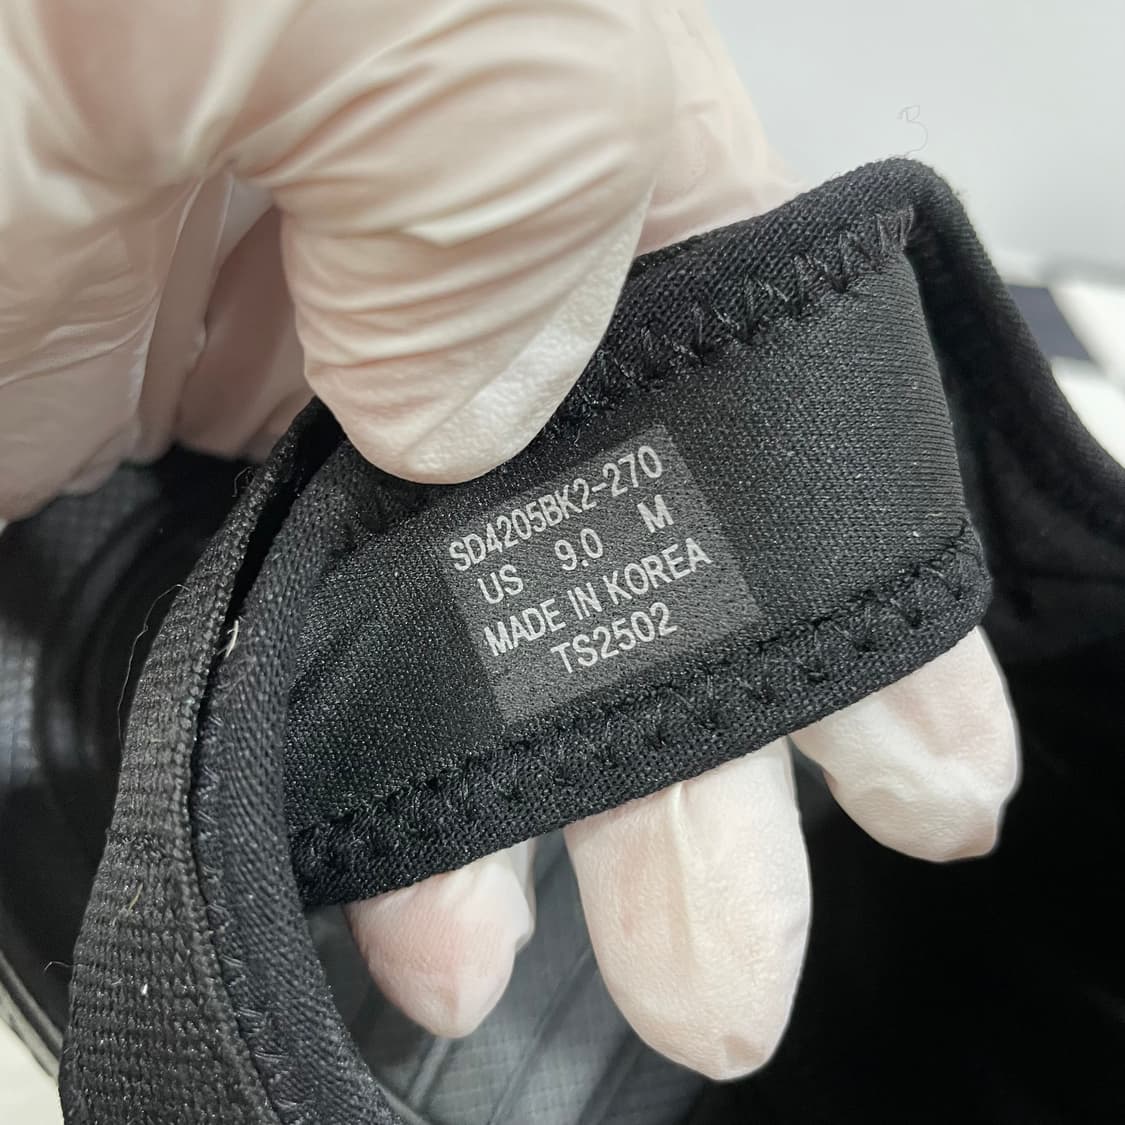 SD4205BK2-270
US 9.0 M
MADE IN KOREA
TS2502